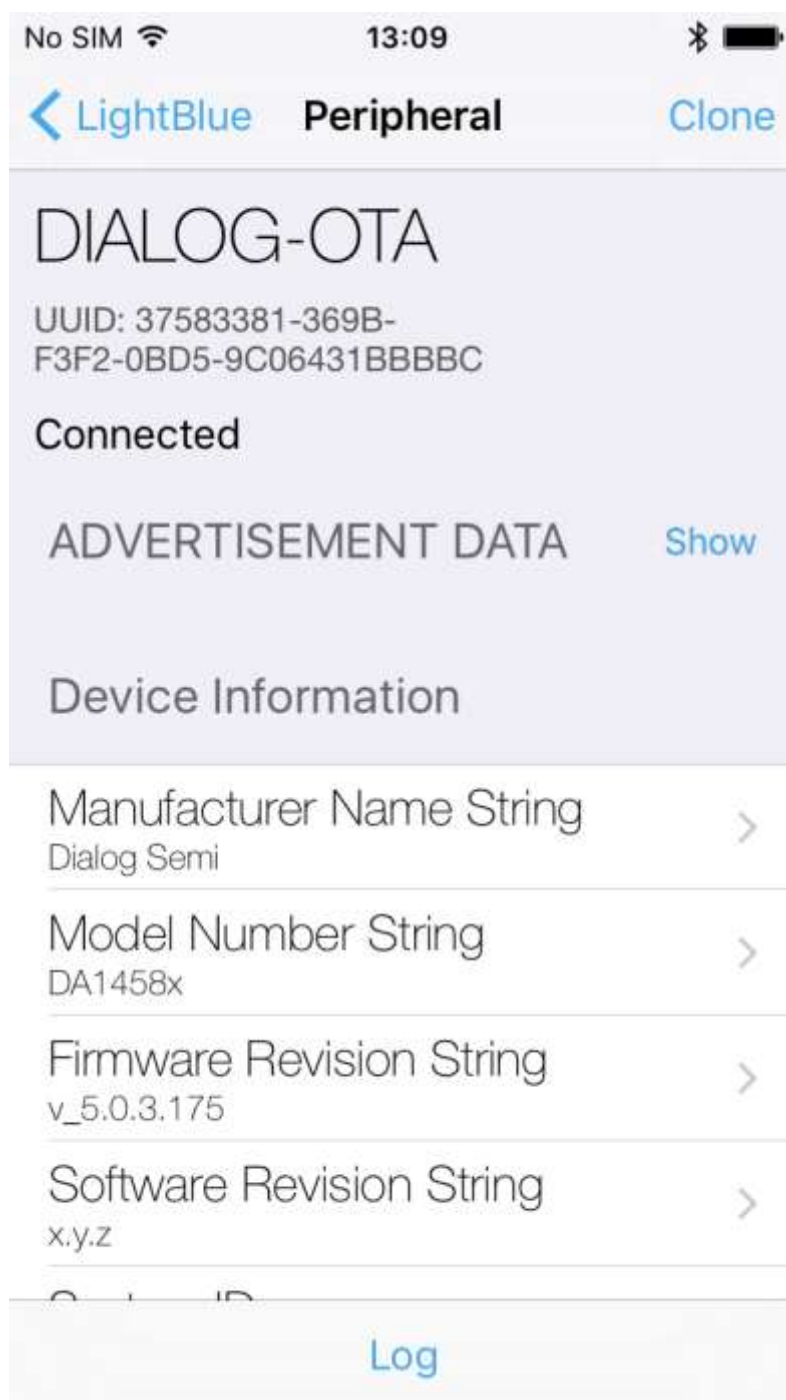 No SIM 13:09
LightBlue Peripheral Clone
DIALOG-OTA
UUID: 37583381-369B-
F3F2-0BD5-9C06431BBBBC
Connected
ADVERTISEMENT DATA Show
Device Information
Manufacturer Name String
Dialog Semi
Model Number String
DA1458x
Firmware Revision String
v_5.0.3.175
Software Revision String
x.y.z
Log